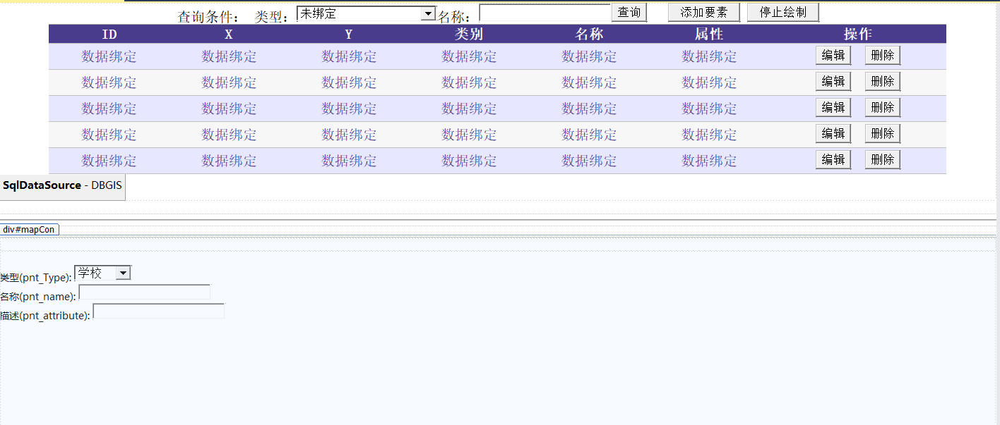 查询条件： 类型： 未绑定 名称： 查询 添加要素 停止绘制
ID X Y 类别 名称 属性 操作
数据绑定 数据绑定 数据绑定 数据绑定 数据绑定 数据绑定 编辑 删除
数据绑定 数据绑定 数据绑定 数据绑定 数据绑定 数据绑定 编辑 删除
数据绑定 数据绑定 数据绑定 数据绑定 数据绑定 数据绑定 编辑 删除
数据绑定 数据绑定 数据绑定 数据绑定 数据绑定 数据绑定 编辑 删除
数据绑定 数据绑定 数据绑定 数据绑定 数据绑定 数据绑定 编辑 删除
SqlDataSource - DBGIS
div#mapCon
类型(pnt_Type): 学校
名称(pnt_name):
描述(pnt_attribute):